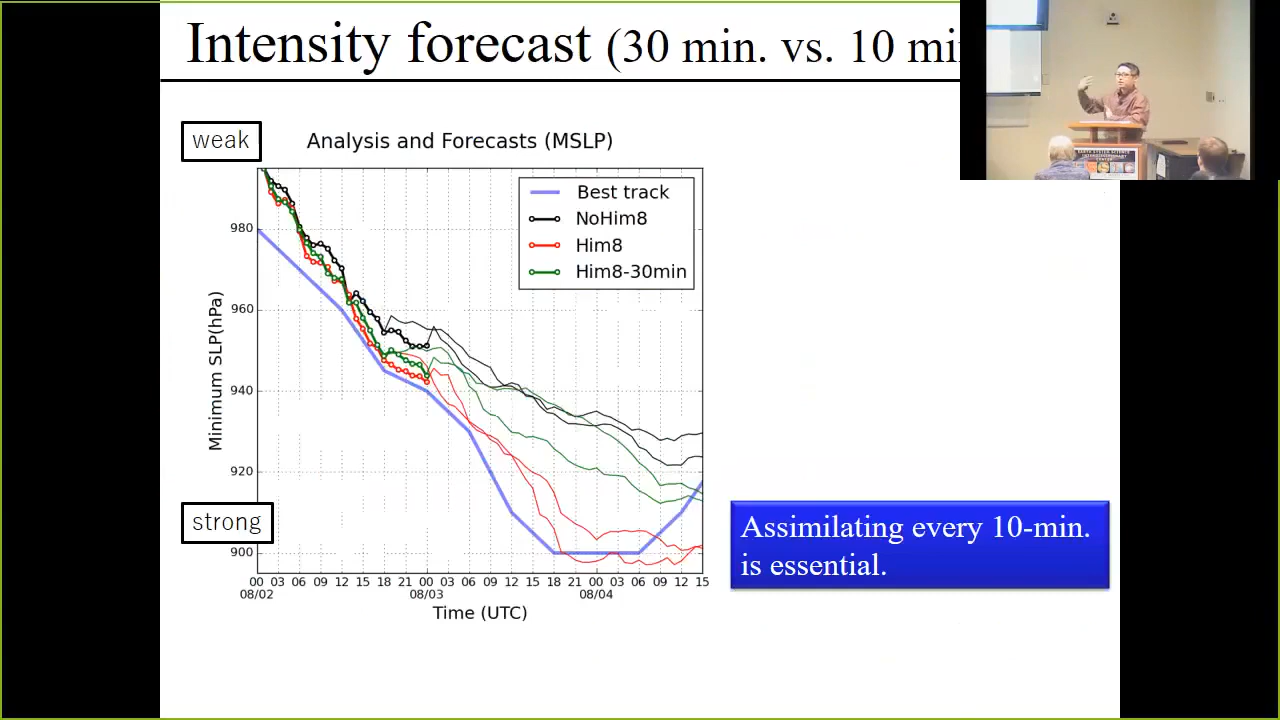 Intensity forecast (30 min. vs. 10 mi
weak
Analysis and Forecasts (MSLP)
Best track
NoHim8
Him8
Him8-30min
Minimum SLP(hPa)
980
960
940
920
900
strong
00 03 06 09 12 15 18 21 00 03 06 09 12 15 18 21 00 03 06 09 12 15
08/02 08/03 08/04
Time (UTC)
Assimilating every 10-min.
is essential.